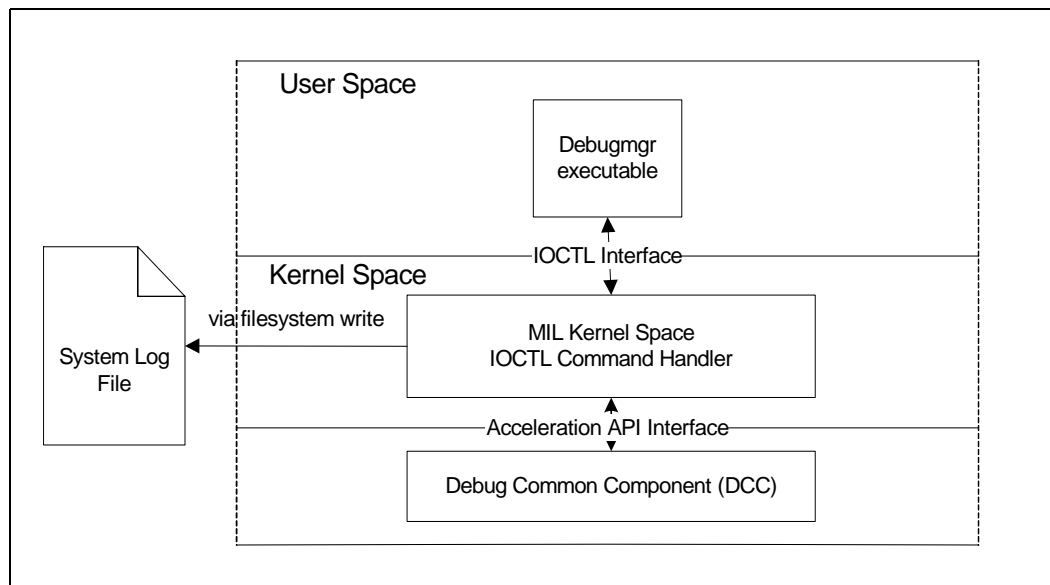 User Space
Debugmgr
executable
IOCTL Interface
Kernel Space
via filesystem write
MIL Kernel Space
IOCTL Command Handler
System Log
File
Acceleration API Interface
Debug Common Component (DCC)